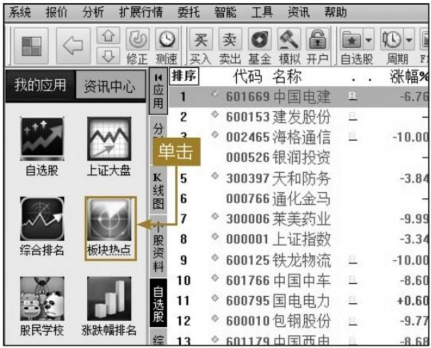 系统 报价 分析 扩展行情 委托 智能 工具 资讯 帮助
修正 测速 买入 卖出 基金 模拟 开户 自选股 周期
买 卖
我的应用 资讯中心
自选股 上证大盘
综合排名 板块热点
股民学校 涨跌幅排名
单击
应用
K线图
个股资料
自选股
综
排序 代码 名称 . . 涨幅%
1 601669 中国电建 R -6.76
2 600153 建发股份 –
3 002465 海格通信 -10.00
000526 银润投资 –
5 300397 天和防务 -3.84
6 000766 通化金马 –
7 300006 莱美药业 -9.99
8 000001 上证指数 -3.34
9 600125 铁龙物流 -10.00
10 601766 中国中车 -8.60
11 600795 国电电力 +0.60
12 600010 包钢股份 -9.77
13 601179 中国西电 -8.68